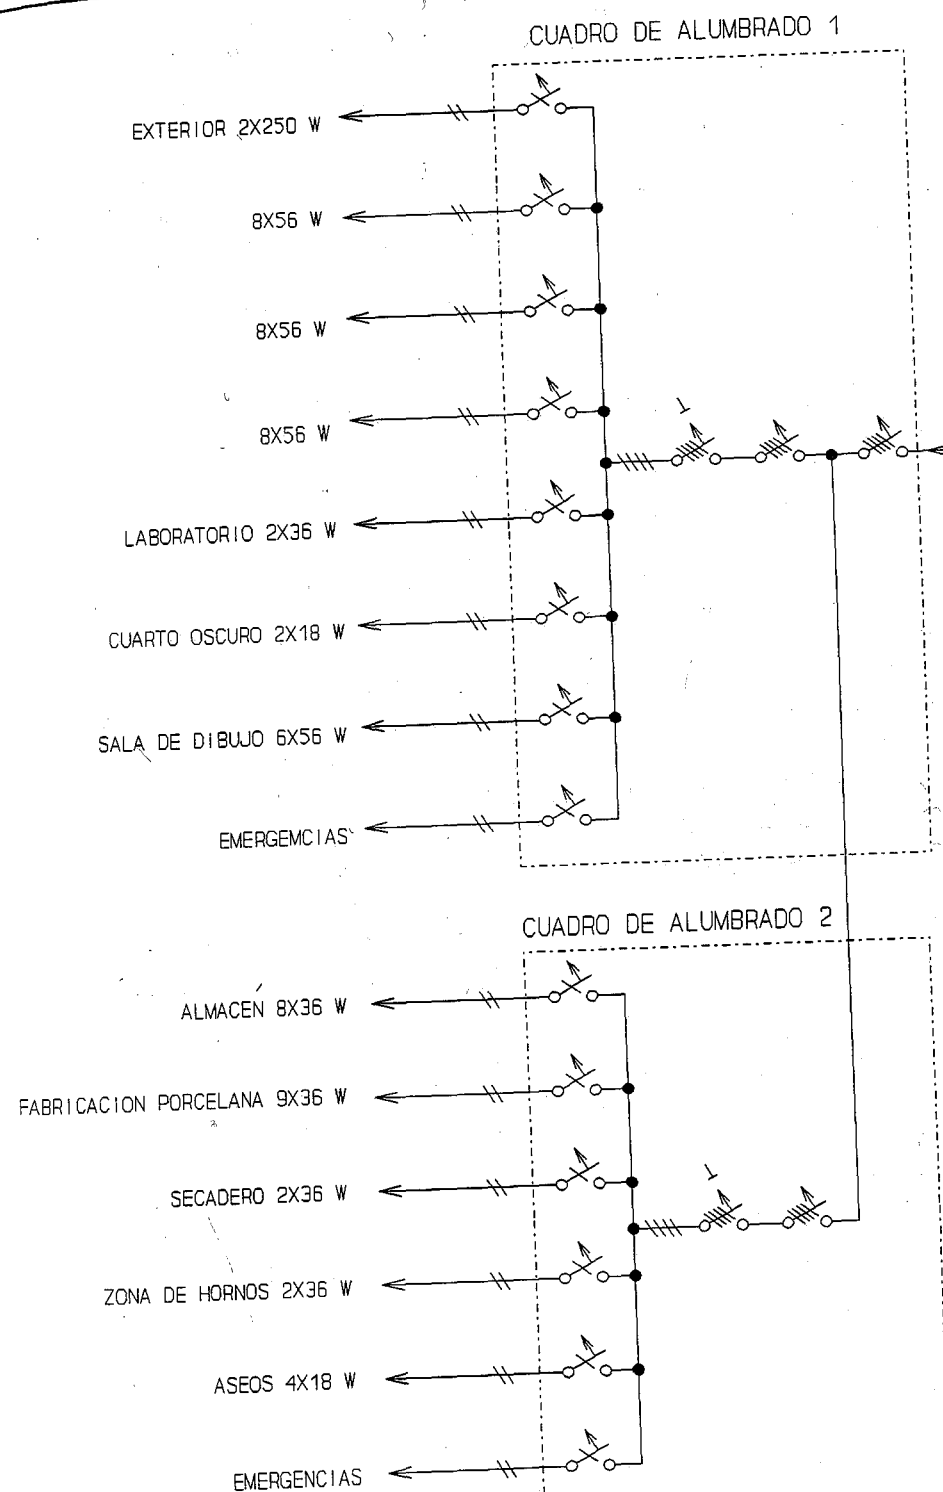 CUADRO DE ALUMBRADO 1
EXTERIOR 2X250 W
8X56 W
8X56 W
8X56 W
LABORATORIO 2X36 W
CUARTO OSCURO 2X18 W
SALA DE DIBUJO 6X56 W
EMERGEMCIAS
CUADRO DE ALUMBRADO 2
ALMACEŃ 8X36 W
FABRICACION PORCELANA 9X36 W
SECADERO 2X36 W
ZONA DE HORNOS 2X36 W
ASEOS 4X18 W
EMERGENCIAS